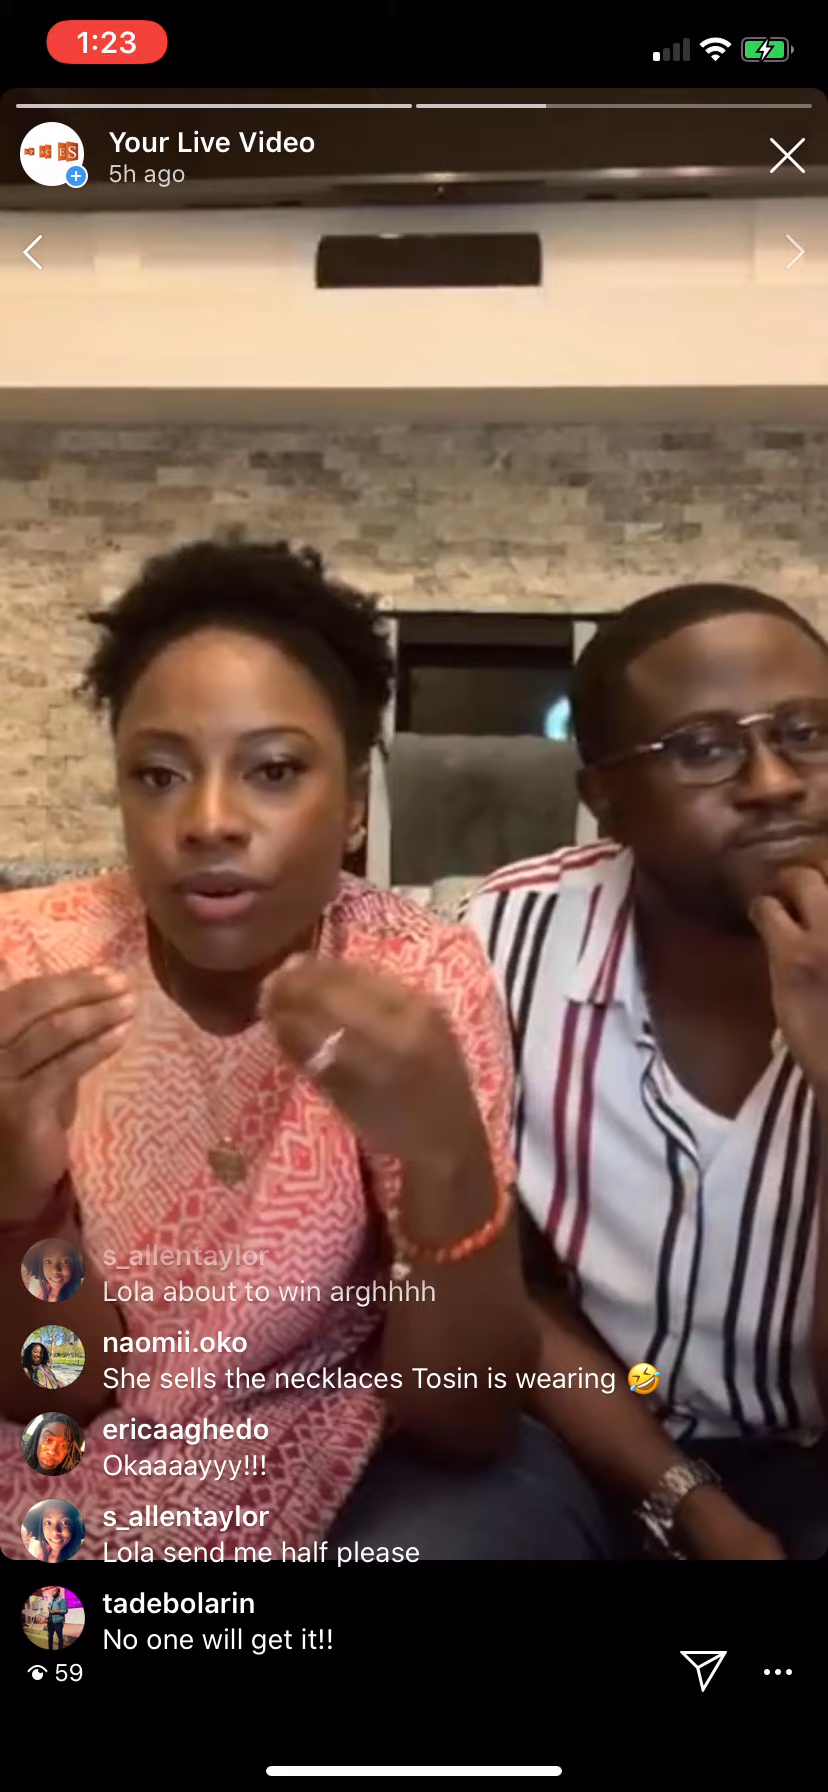 1:23
Your Live Video
5h ago
s_allentaylor
Lola about to win arghhhh
naomii.oko
She sells the necklaces Tosin is wearing 🤣
ericaaghedo
Okaaaayyy!!!
s_allentaylor
Lola send me half please
tadebolarin
No one will get it!!
59